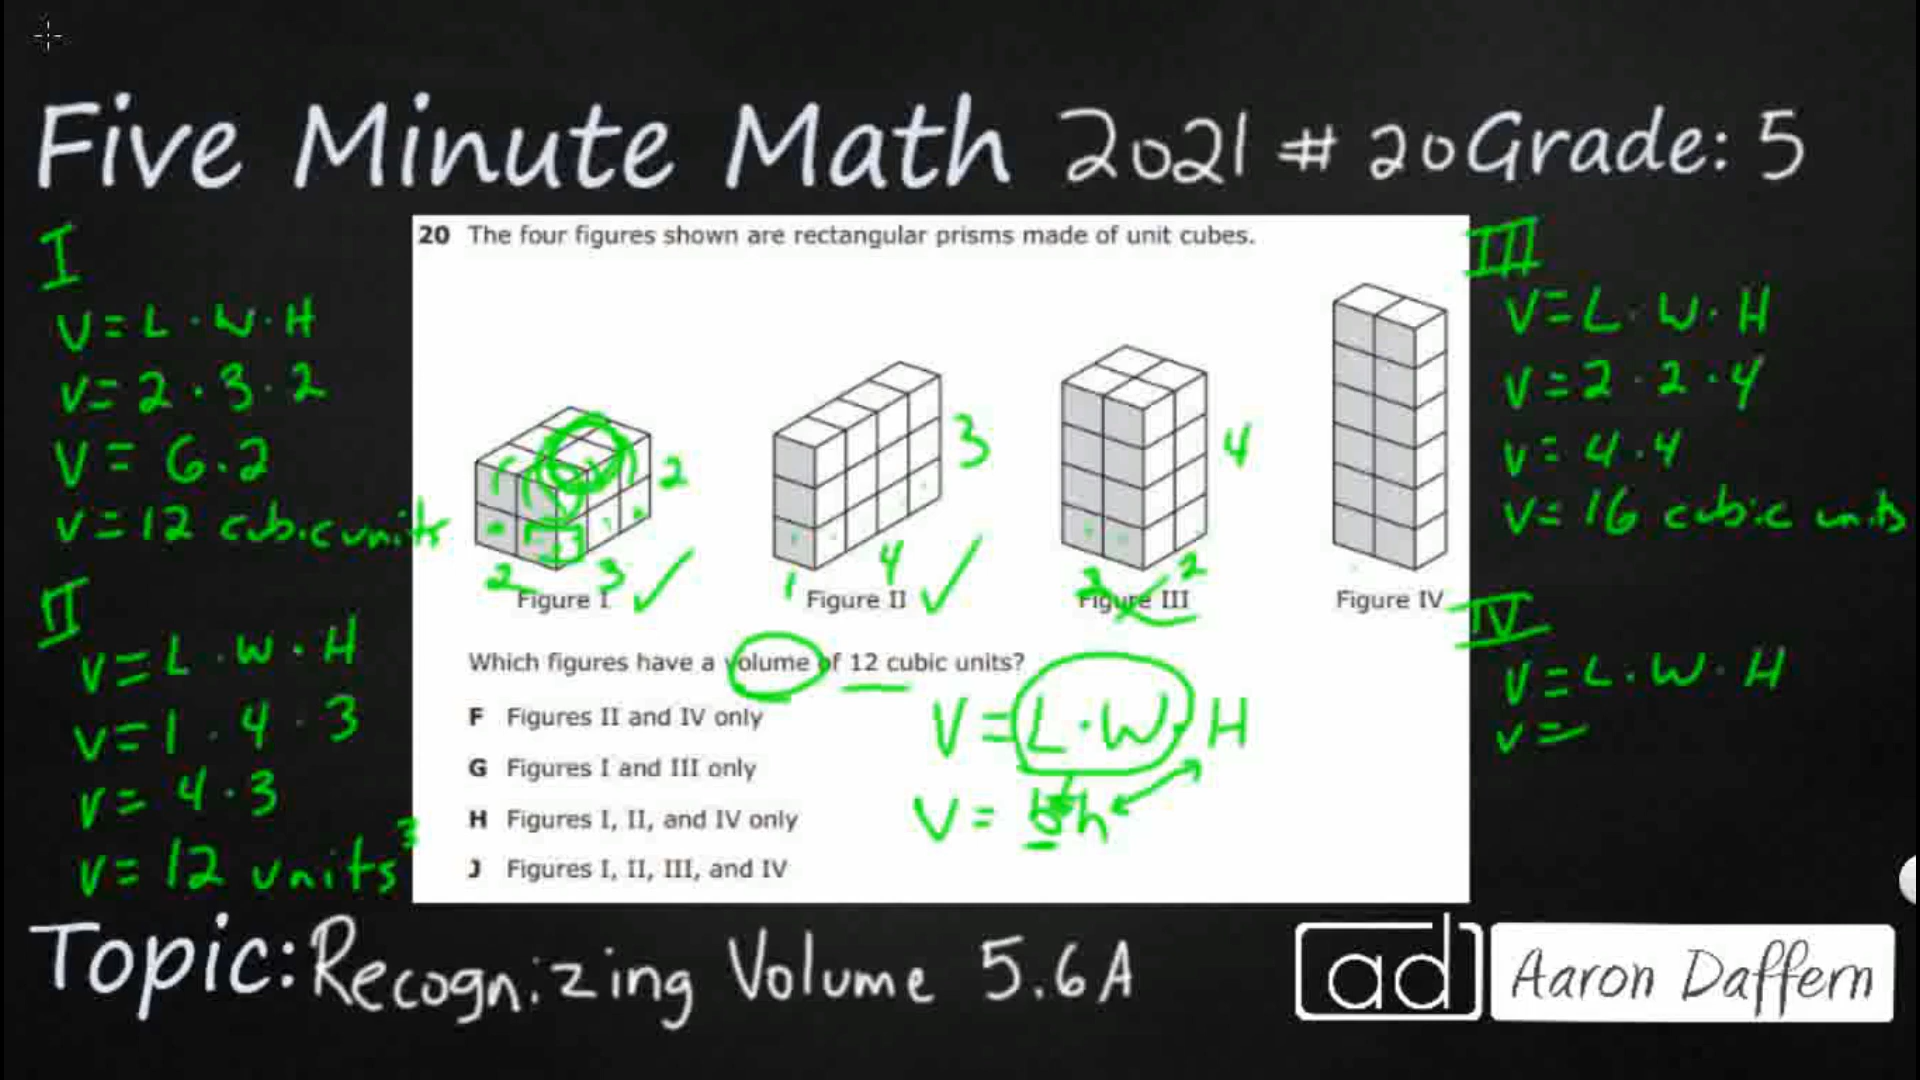 Five Minute Math 2021 # 20 Grade: 5
I
V = L · W · H
V = 2 · 3 · 2
V = 6 · 2
V = 12 cubic units
II
V = L · W · H
V = 1 · 4 · 3
V = 4 · 3
V = 12 units³
20 The four figures shown are rectangular prisms made of unit cubes.
2
3
4
2 3
1 4
2 2
Figure I Figure II Figure III Figure IV
Which figures have a volume of 12 cubic units?
F Figures II and IV only
G Figures I and III only
H Figures I, II, and IV only
J Figures I, II, III, and IV
V = L · W · H
V = h
III
V = L · W · H
V = 2 · 2 · 4
V = 4 · 4
V = 16 cubic units
IV
V = L · W · H
V =
Topic: Recognizing Volume 5.6A
ad Aaron Daffern